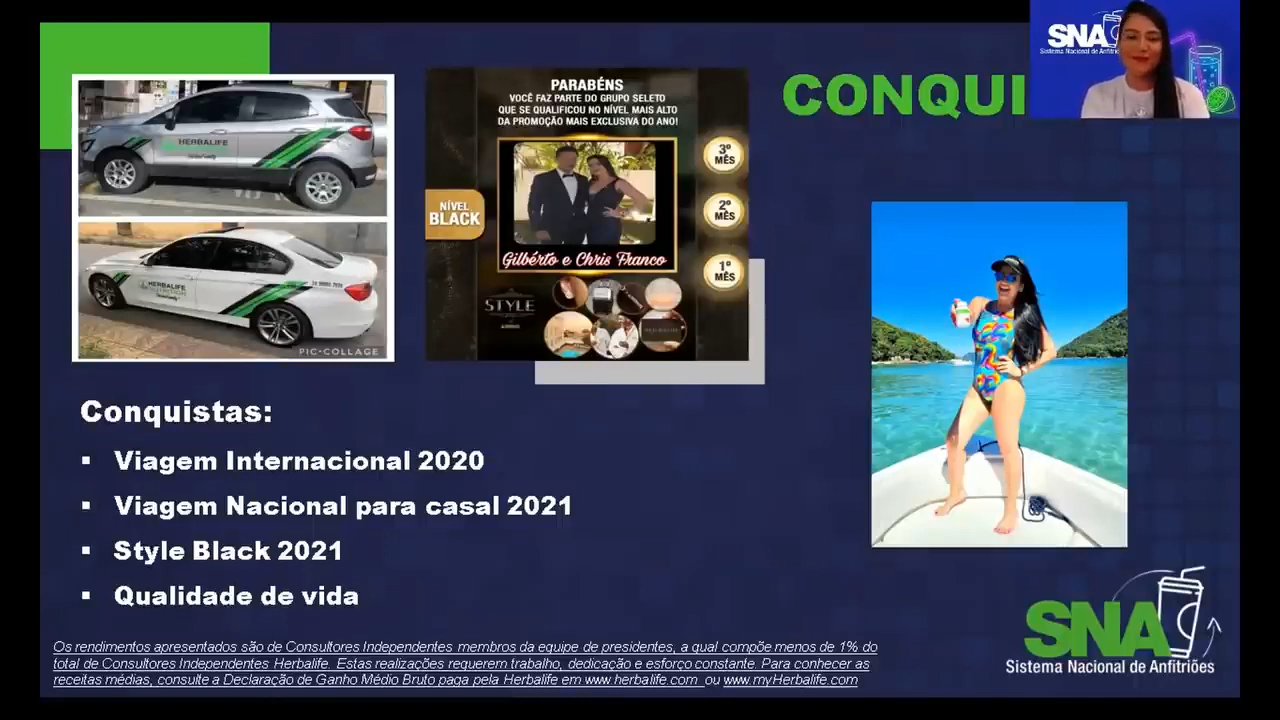 CONQUI
SNA
Sistema Nacional de Anfitriõe
HERBALIFE
HERBALIFE
PIC•COLLAGE
PARABÉNS
VOCÊ FAZ PARTE DO GRUPO SELETO
QUE SE QUALIFICOU NO NÍVEL MAIS ALTO
DA PROMOÇÃO MAIS EXCLUSIVA DO ANO!
NÍVEL
BLACK
3º
MÊS
2º
MÊS
1º
MÊS
Gilbérto e Chris Franco
STYLE
Conquistas:
▪ Viagem Internacional 2020
▪ Viagem Nacional para casal 2021
▪ Style Black 2021
▪ Qualidade de vida
Os rendimentos apresentados são de Consultores Independentes membros da equipe de presidentes, a qual compõe menos de 1% do
total de Consultores Independentes Herbalife. Estas realizações requerem trabalho, dedicação e esforço constante. Para conhecer as
receitas médias, consulte a Declaração de Ganho Médio Bruto paga pela Herbalife em www.herbalife.com ou www.myHerbalife.com
SNA
Sistema Nacional de Anfitriões